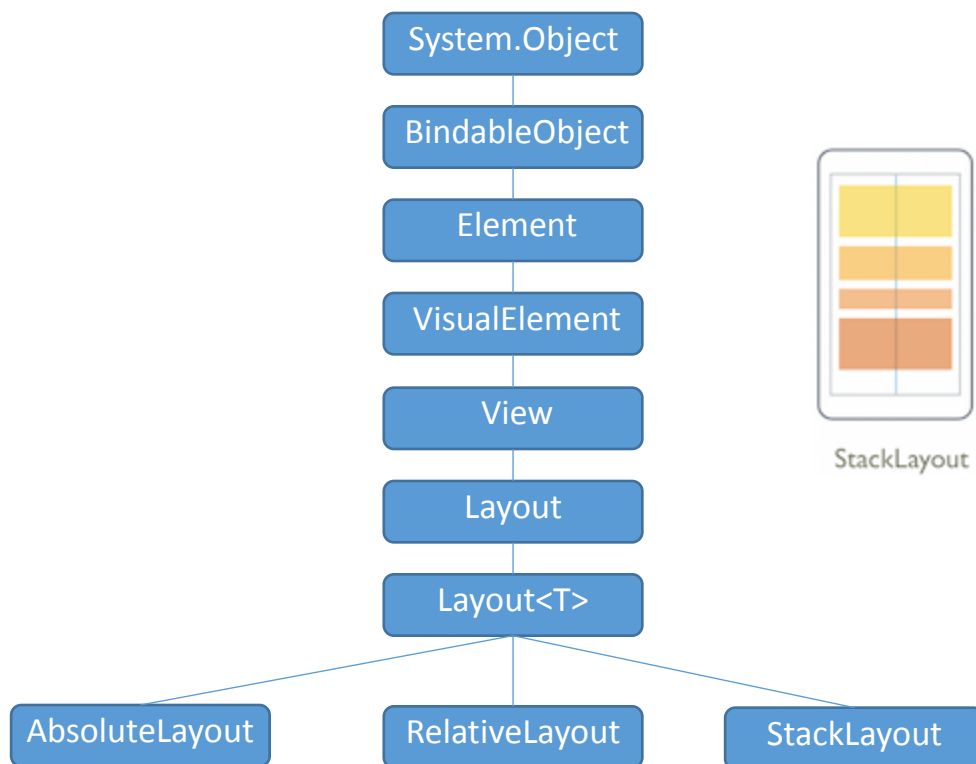 System.Object
BindableObject
Element
VisualElement
View
StackLayout
Layout
Layout<T>
AbsoluteLayout
RelativeLayout
StackLayout